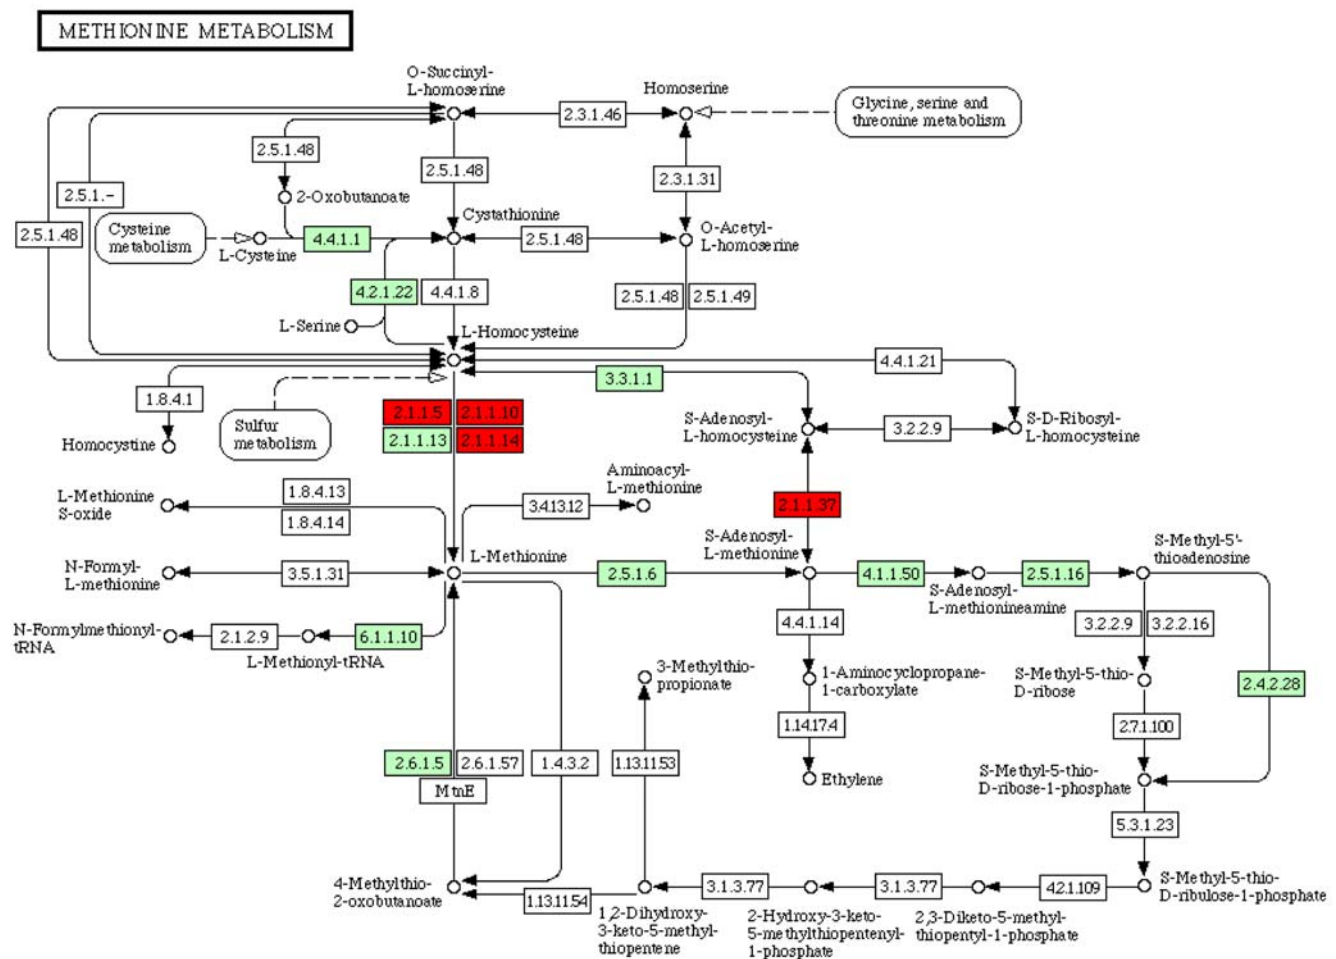 METHIONINE METABOLISM
O-Succinyl-
L-homoserine
Homoserine
Glycine, serine and
threonine metabolism
2.3.1.46
2.5.1.48
2.5.1.48
2.3.1.31
2.5.1.-
2-Oxobutanoate
2.5.1.48
Cysteine
metabolism
L-Cysteine
4.4.1.1
Cystathionine
2.5.1.48
O-Acetyl-
L-homoserine
4.2.1.22
4.4.1.8
2.5.1.48
2.5.1.49
L-Serine
L-Homocysteine
4.4.1.21
3.3.1.1
1.8.4.1
Sulfur
metabolism
2.1.1.5
2.1.1.10
2.1.1.13
2.1.1.14
S-Adenosyl-
L-homocysteine
3.2.2.9
S-D-Ribosyl-
L-homocysteine
Homocystine
L-Methionine
S-oxide
1.8.4.13
1.8.4.14
Aminoacyl-
L-methionine
3.4.13.12
2.1.1.37
N-Formyl-
L-methionine
3.5.1.31
L-Methionine
2.5.1.6
S-Adenosyl-
L-methionine
4.1.1.50
S-Adenosyl-
L-methionineamine
2.5.1.16
S-Methyl-5'-
thioadenosine
N-Formylmethionyl-
tRNA
2.1.2.9
L-Methionyl-tRNA
6.1.1.10
4.4.1.14
3.2.2.9
3.2.2.16
3-Methylthio-
propionate
1-Aminocyclopropane-
1-carboxylate
S-Methyl-5-thio-
D-ribose
2.4.2.28
1.14.17.4
2.7.1.100
2.6.1.5
2.6.1.57
1.4.3.2
1.13.11.53
MtnE
Ethylene
S-Methyl-5-thio-
D-ribose-1-phosphate
5.3.1.23
4-Methylthio-
2-oxobutanoate
1.13.11.54
3.1.3.77
3.1.3.77
4.2.1.109
S-Methyl-5-thio-
D-ribulose-1-phosphate
1,2-Dihydroxy-
3-keto-5-methyl-
thiopentene
2-Hydroxy-3-keto-
5-methylthiopentenyl-
1-phosphate
2,3-Diketo-5-methyl-
thiopentyl-1-phosphate